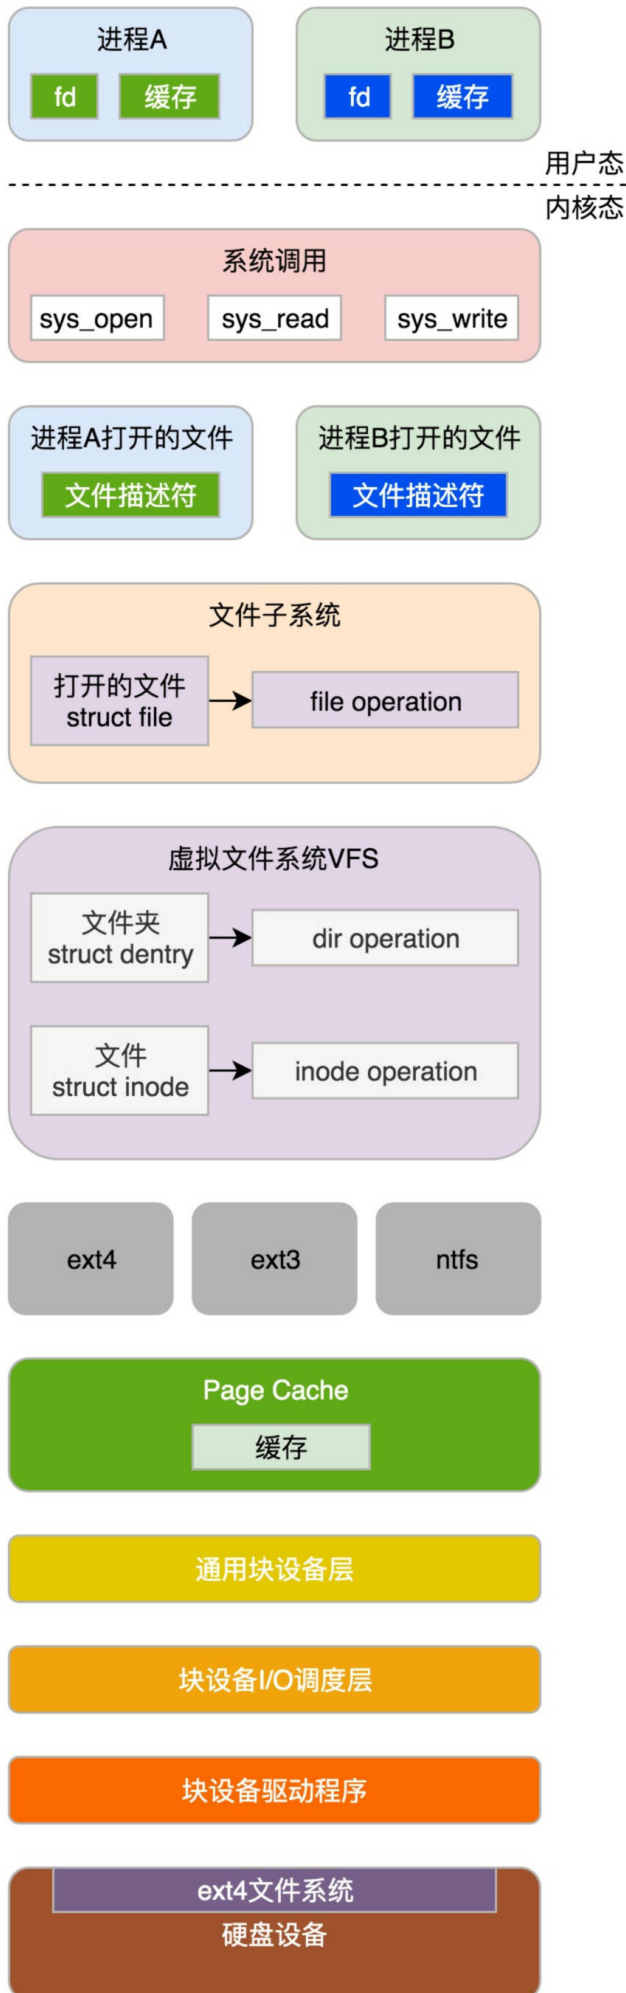 进程A
进程B
fd
缓存
fd
缓存
用户态
内核态
系统调用
sys_open
sys_read
sys_write
进程A打开的文件
进程B打开的文件
文件描述符
文件描述符
文件子系统
打开的文件
struct file
file operation
虚拟文件系统VFS
文件夹
struct dentry
dir operation
文件
struct inode
inode operation
ext4
ext3
ntfs
Page Cache
缓存
通用块设备层
块设备I/O调度层
块设备驱动程序
ext4文件系统
硬盘设备